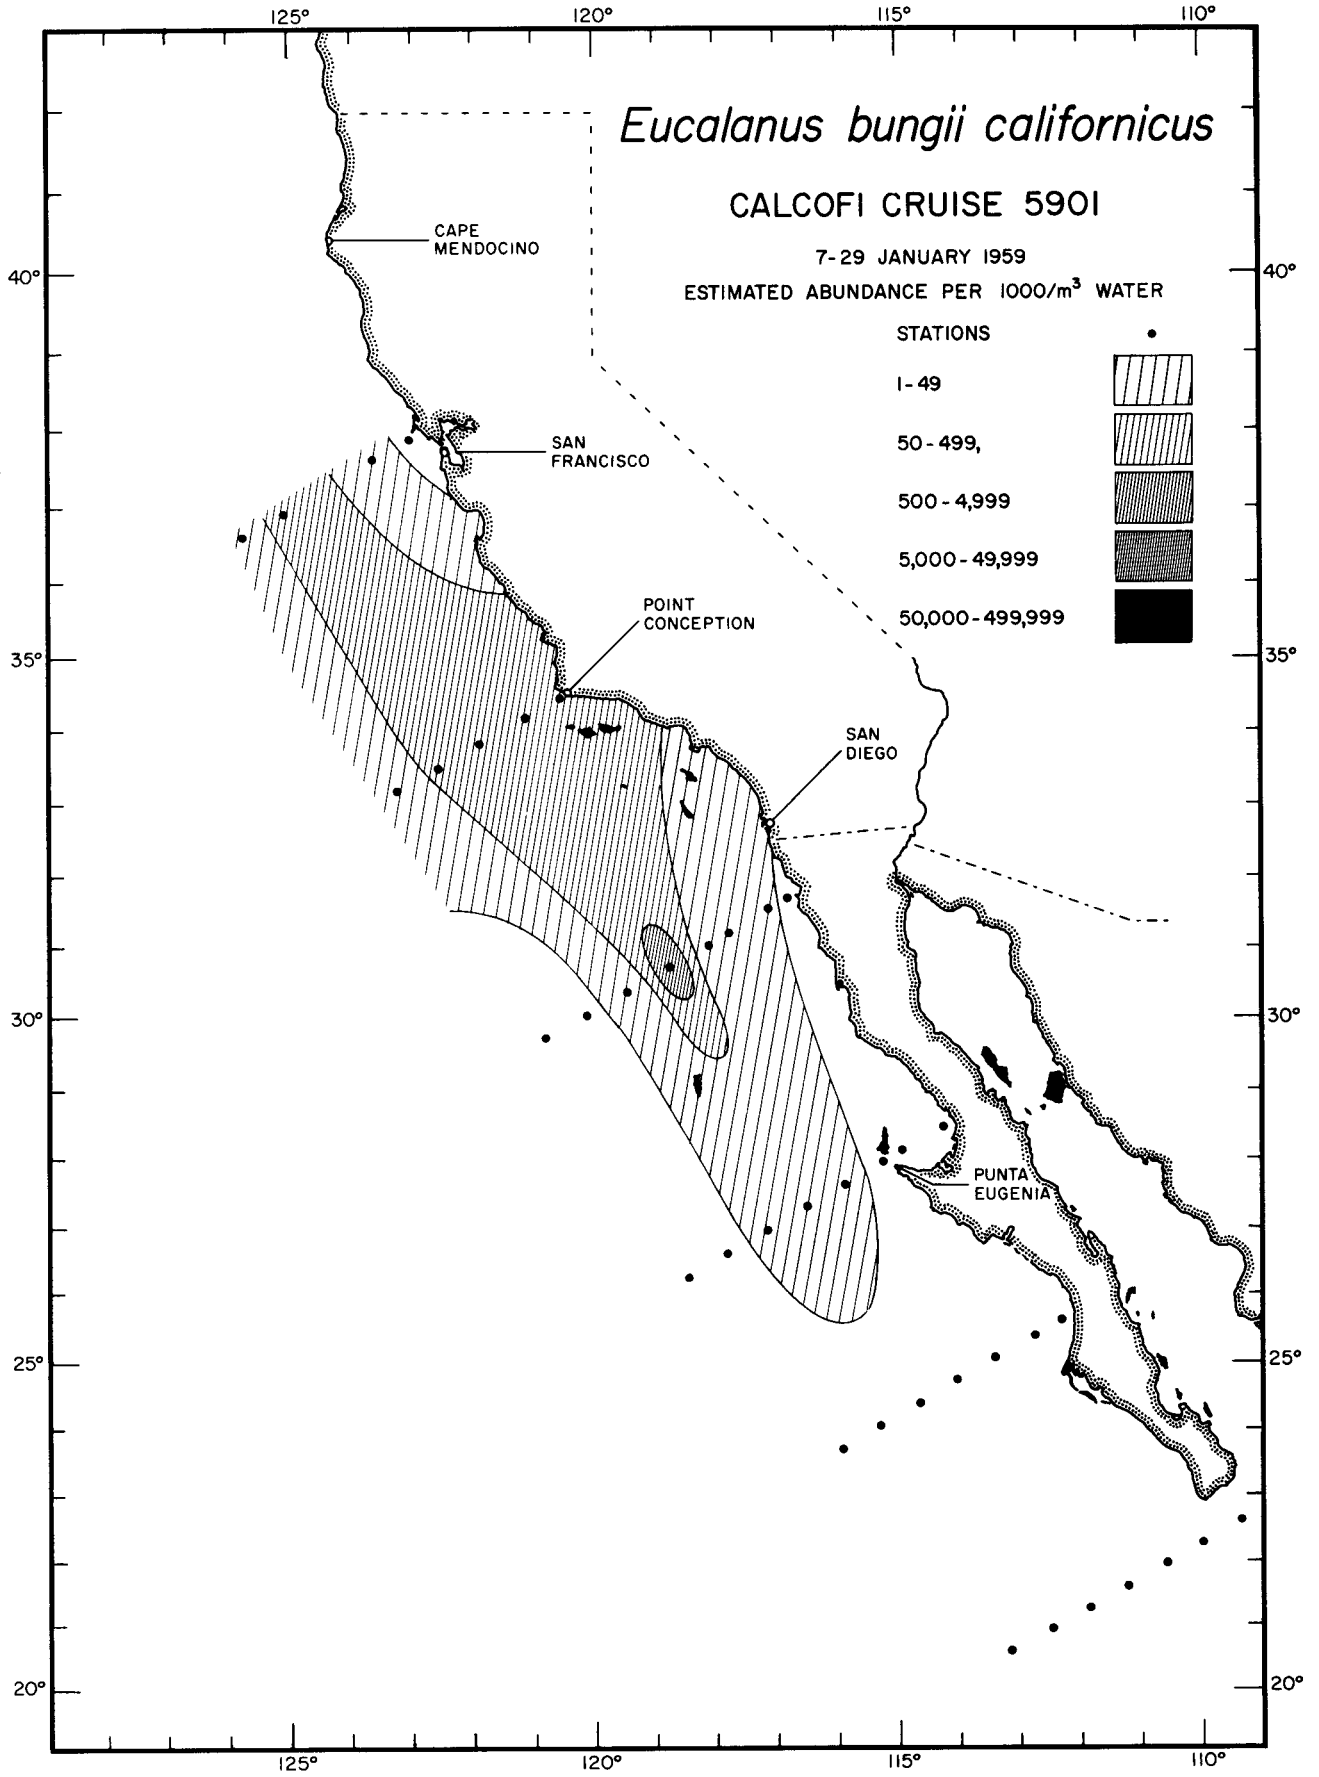 125°
120°
115°
110°
Eucalanus bungii californicus
CALCOFI CRUISE 5901
7-29 JANUARY 1959
ESTIMATED ABUNDANCE PER 1000/m³ WATER
STATIONS
1-49
50-499,
500-4,999
5,000-49,999
50,000-499,999
CAPE
MENDOCINO
40°
40°
SAN
FRANCISCO
POINT
CONCEPTION
35°
35°
SAN
DIEGO
30°
30°
PUNTA
EUGENIA
25°
25°
20°
20°
125°
120°
115°
110°